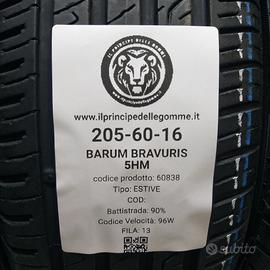 IL PRINCIPE DELLE GOMME
www.ilprincipedellegomme.it
205-60-16
BARUM BRAVURIS
5HM
codice prodotto: 60838
Tipo: ESTIVE
COD:
Battistrada: 90%
Codice Velocità: 96W
FILA: 13
subito